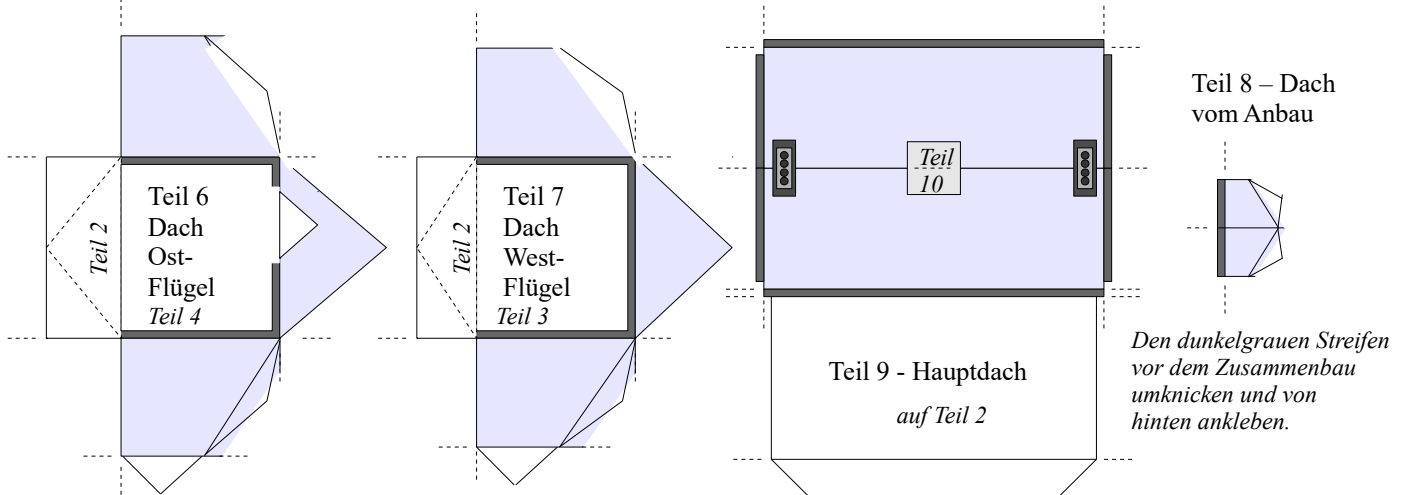 Teil 2
Teil 6
Dach
Ost-
Flügel
Teil 4
Teil 2
Teil 7
Dach
West-
Flügel
Teil 3
Teil
10
Teil 9 - Hauptdach
auf Teil 2
Teil 8 – Dach
vom Anbau
Den dunkelgrauen Streifen
vor dem Zusammenbau
umknicken und von
hinten ankleben.